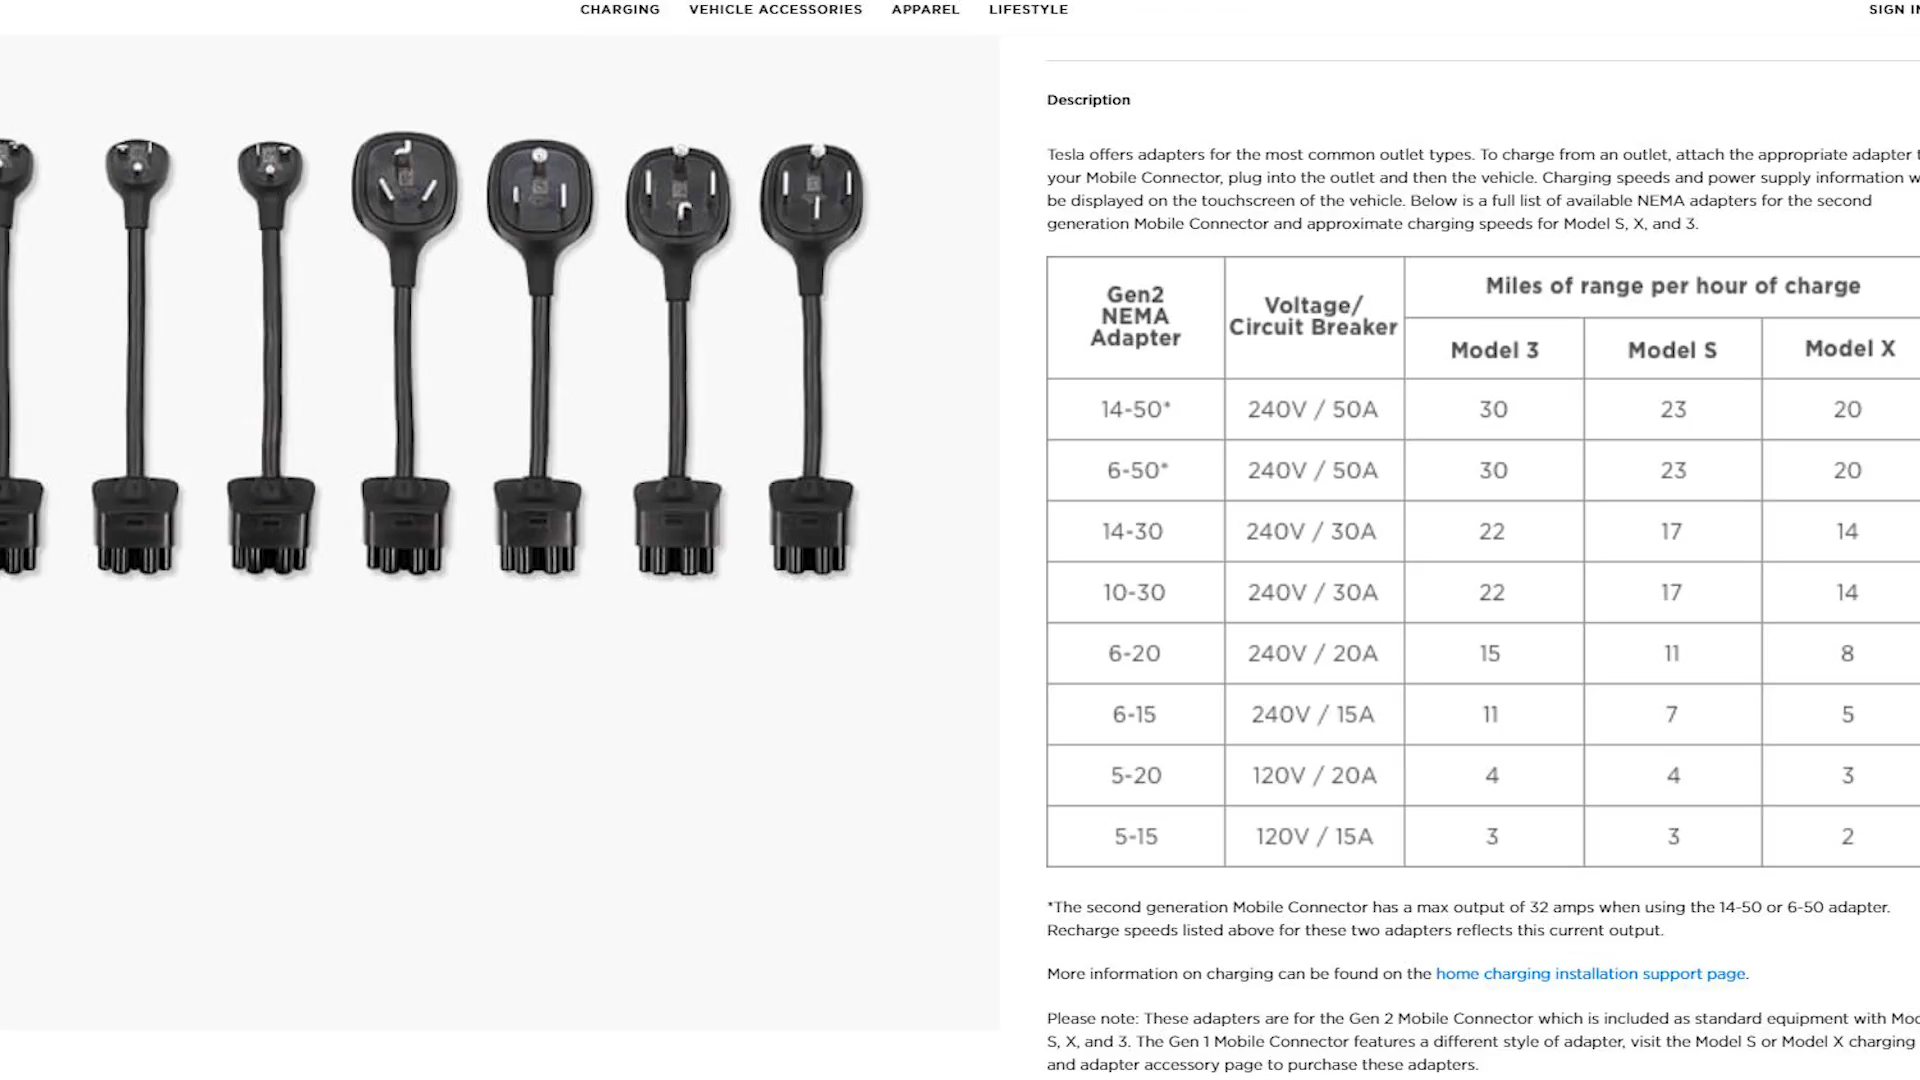 CHARGING VEHICLE ACCESSORIES APPAREL LIFESTYLE SIGN
Description
Tesla offers adapters for the most common outlet types. To charge from an outlet, attach the appropriate adapter
your Mobile Connector, plug into the outlet and then the vehicle. Charging speeds and power supply information
be displayed on the touchscreen of the vehicle. Below is a full list of available NEMA adapters for the second
generation Mobile Connector and approximate charging speeds for Model S, X, and 3.
Gen2 NEMA Adapter Voltage/ Circuit Breaker Miles of range per hour of charge
Model 3 Model S Model X
14-50* 240V / 50A 30 23 20
6-50* 240V / 50A 30 23 20
14-30 240V / 30A 22 17 14
10-30 240V / 30A 22 17 14
6-20 240V / 20A 15 11 8
6-15 240V / 15A 11 7 5
5-20 120V / 20A 4 4 3
5-15 120V / 15A 3 3 2
*The second generation Mobile Connector has a max output of 32 amps when using the 14-50 or 6-50 adapter.
Recharge speeds listed above for these two adapters reflects this current output.
More information on charging can be found on the home charging installation support page.
Please note: These adapters are for the Gen 2 Mobile Connector which is included as standard equipment with
S, X, and 3. The Gen 1 Mobile Connector features a different style of adapter, visit the Model S or Model X charging
and adapter accessory page to purchase these adapters.